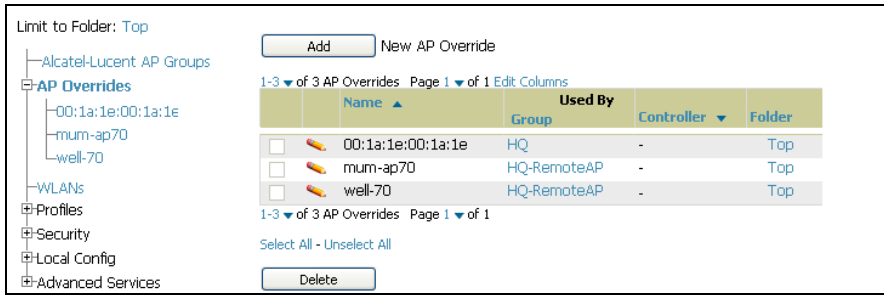 Limit to Folder: Top
Alcatel-Lucent AP Groups
AP Overrides
00:1a:1e:00:1a:1e
mum-ap70
well-70
WLANs
Profiles
Security
Local Config
Advanced Services
Add New AP Override
1-3 of 3 AP Overrides Page 1 of 1 Edit Columns
Name Used By
Group Controller Folder
00:1a:1e:00:1a:1e HQ - Top
mum-ap70 HQ-RemoteAP - Top
well-70 HQ-RemoteAP - Top
1-3 of 3 AP Overrides Page 1 of 1
Select All - Unselect All
Delete